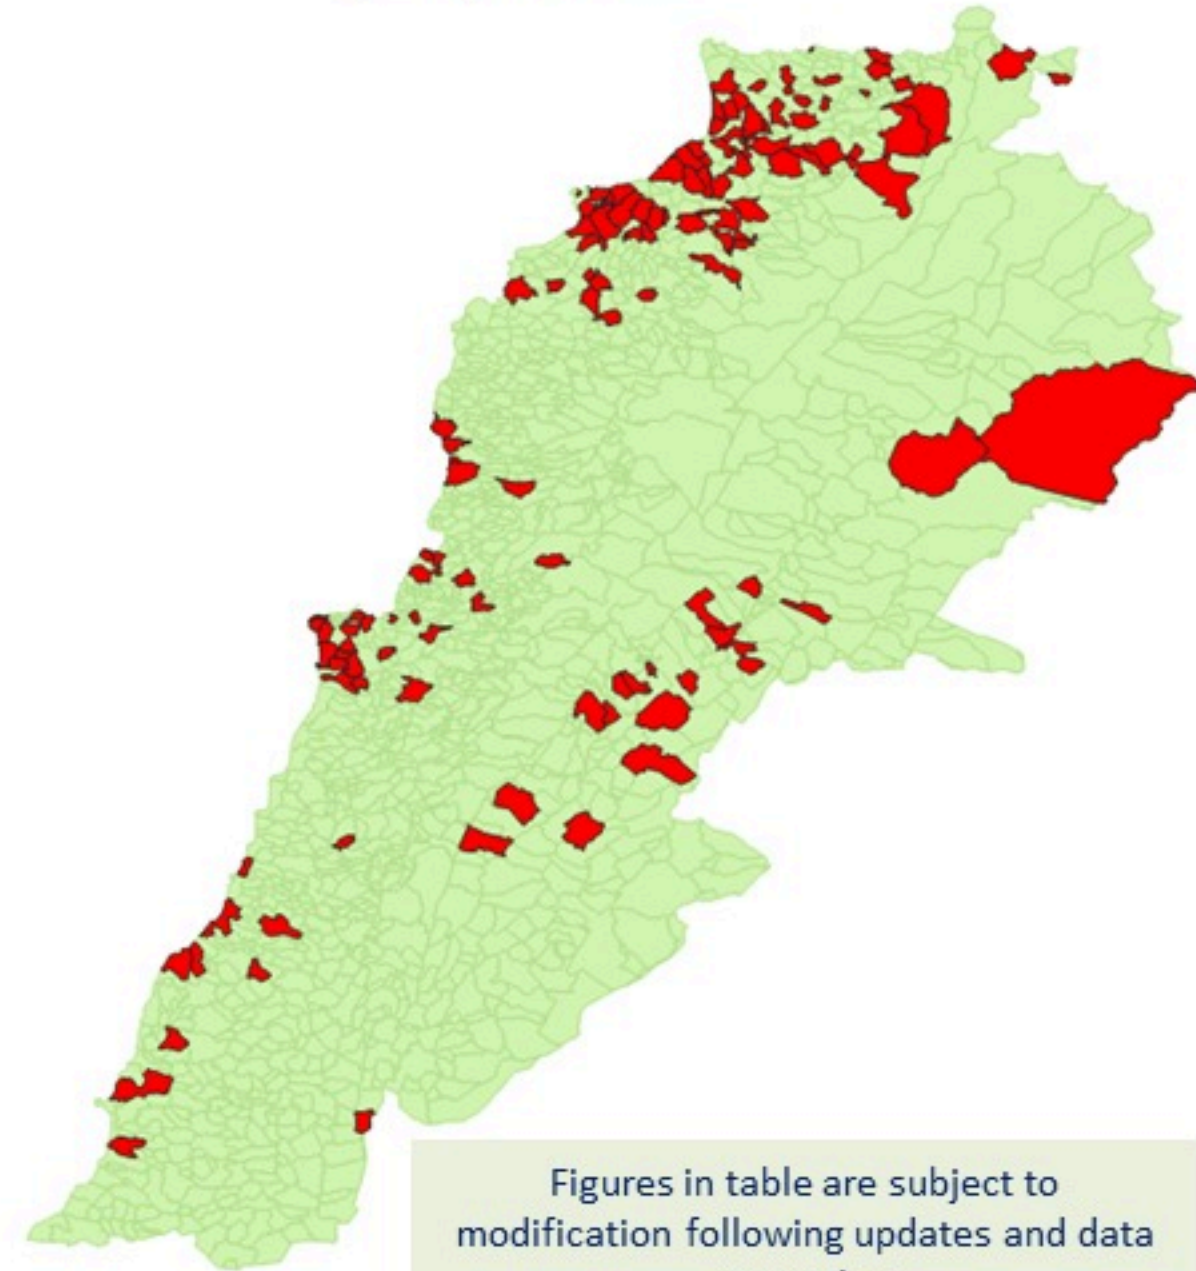 Figures in table are subject to
modification following updates and data